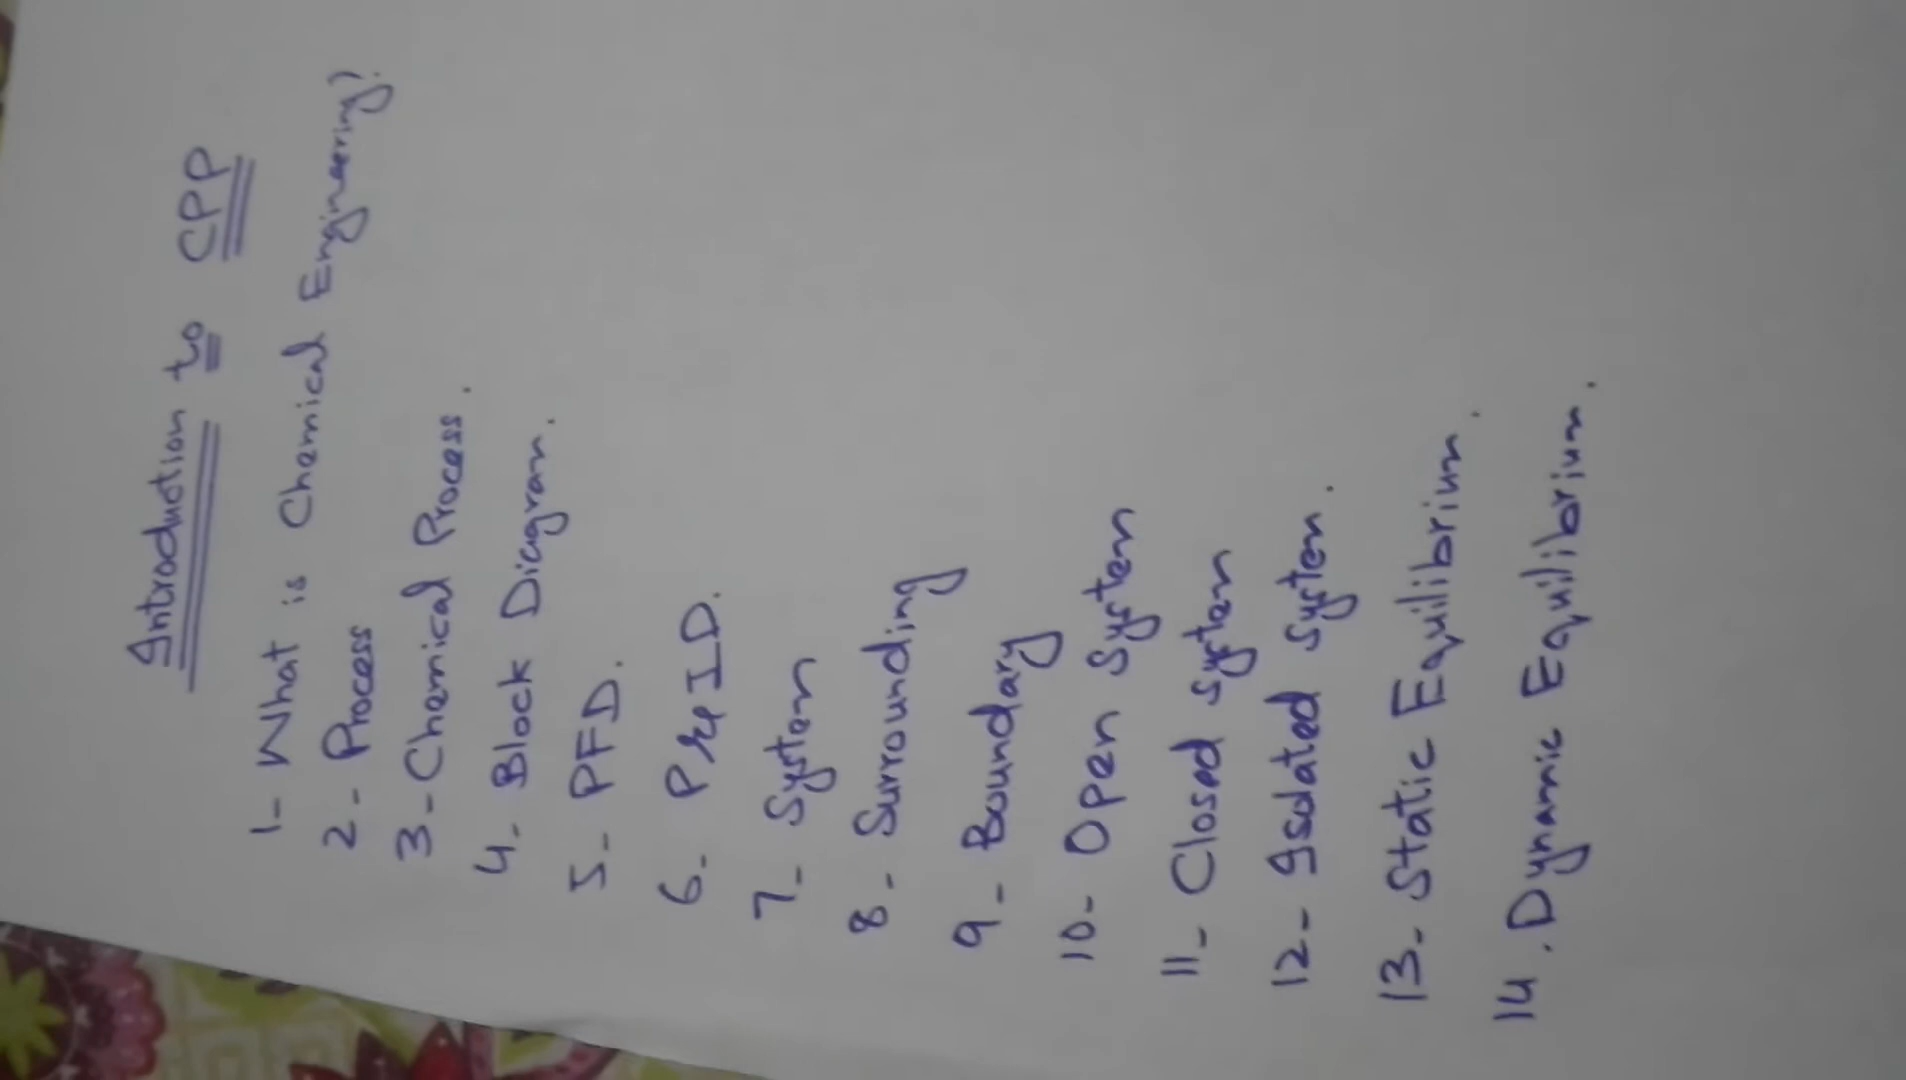 Introduction to CPP
1- What is Chemical Engineering?
2- Process
3- Chemical Process.
4- Block Diagram.
5- PFD.
6- P&ID.
7- System
8- Surrounding
9- Boundary
10- Open System
11- Closed System
12- Isolated System.
13- Static Equilibrium.
14. Dynamic Equilibrium.